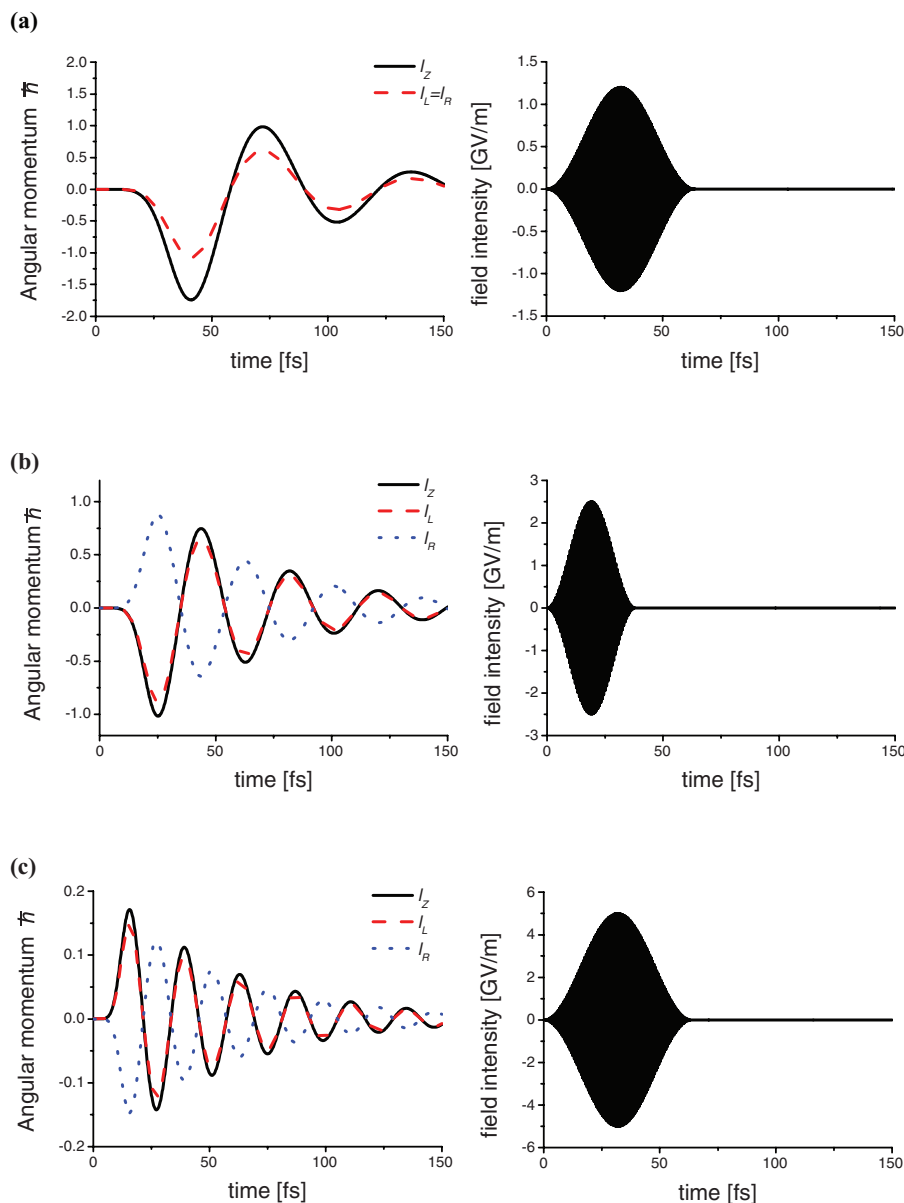 (a)
Angular momentum ħ
2.0
1.5
1.0
0.5
0.0
-0.5
-1.0
-1.5
-2.0
0
50
100
150
time [fs]
l_Z
l_L=l_R
field intensity [GV/m]
1.5
1.0
0.5
0.0
-0.5
-1.0
-1.5
0
50
100
150
time [fs]
(b)
Angular momentum ħ
1.0
0.5
0.0
-0.5
-1.0
0
50
100
150
time [fs]
l_Z
l_L
l_R
field intensity [GV/m]
3
2
1
0
-1
-2
-3
0
50
100
150
time [fs]
(c)
Angular momentum ħ
0.2
0.1
0.0
-0.1
-0.2
0
50
100
150
time [fs]
l_Z
l_L
l_R
field intensity [GV/m]
6
4
2
0
-2
-4
-6
0
50
100
150
time [fs]